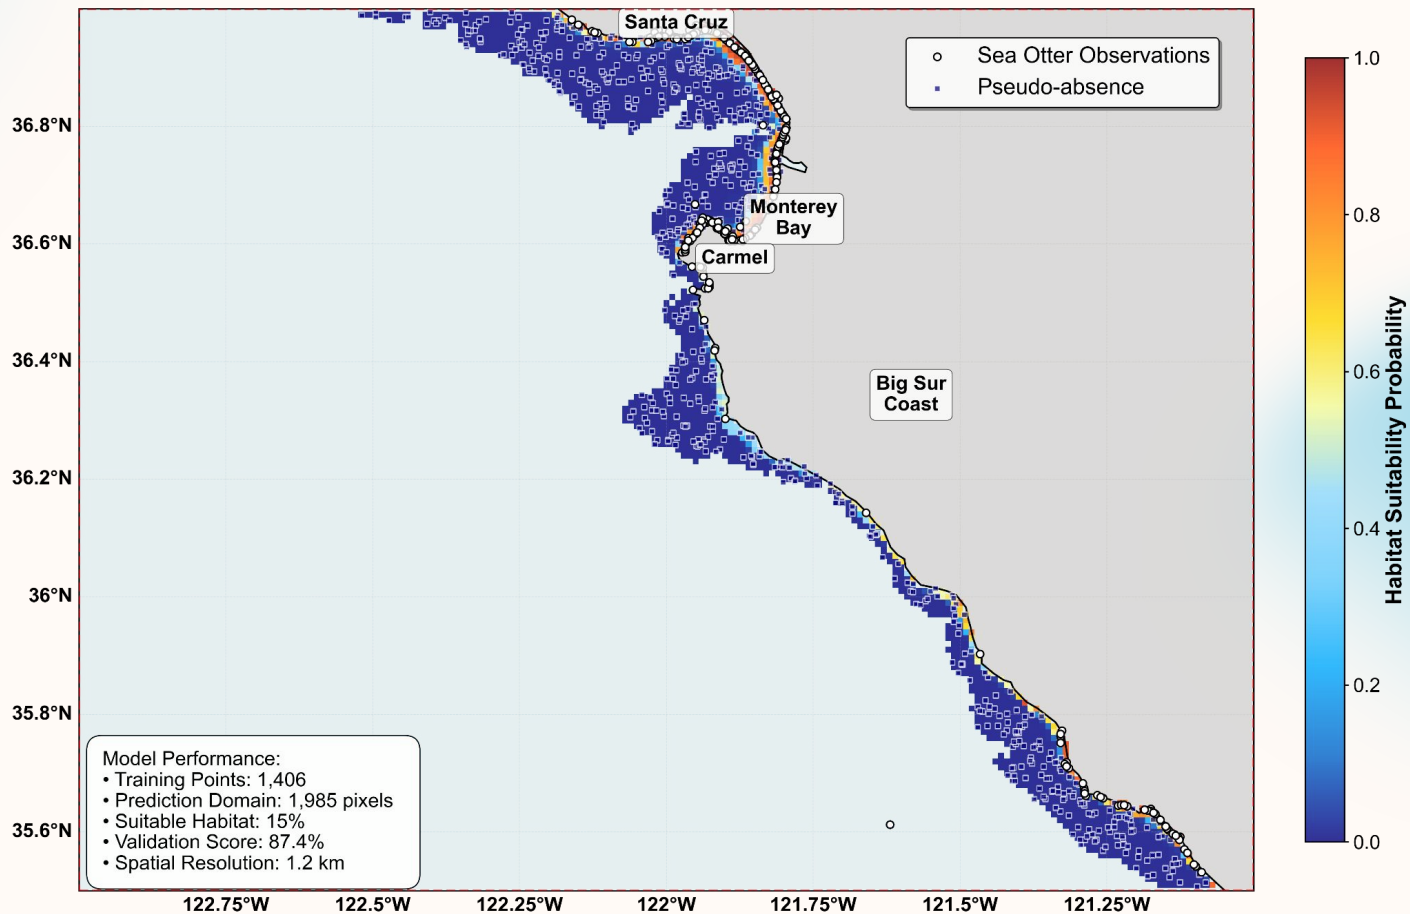 Santa Cruz
Sea Otter Observations
Pseudo-absence
Monterey
Bay
Carmel
Big Sur
Coast
36.8°N
36.6°N
36.4°N
36.2°N
36°N
35.8°N
35.6°N
Model Performance:
• Training Points: 1,406
• Prediction Domain: 1,985 pixels
• Suitable Habitat: 15%
• Validation Score: 87.4%
• Spatial Resolution: 1.2 km
122.75°W
122.5°W
122.25°W
122°W
121.75°W
121.5°W
121.25°W
1.0
0.8
0.6
0.4
0.2
0.0
Habitat Suitability Probability